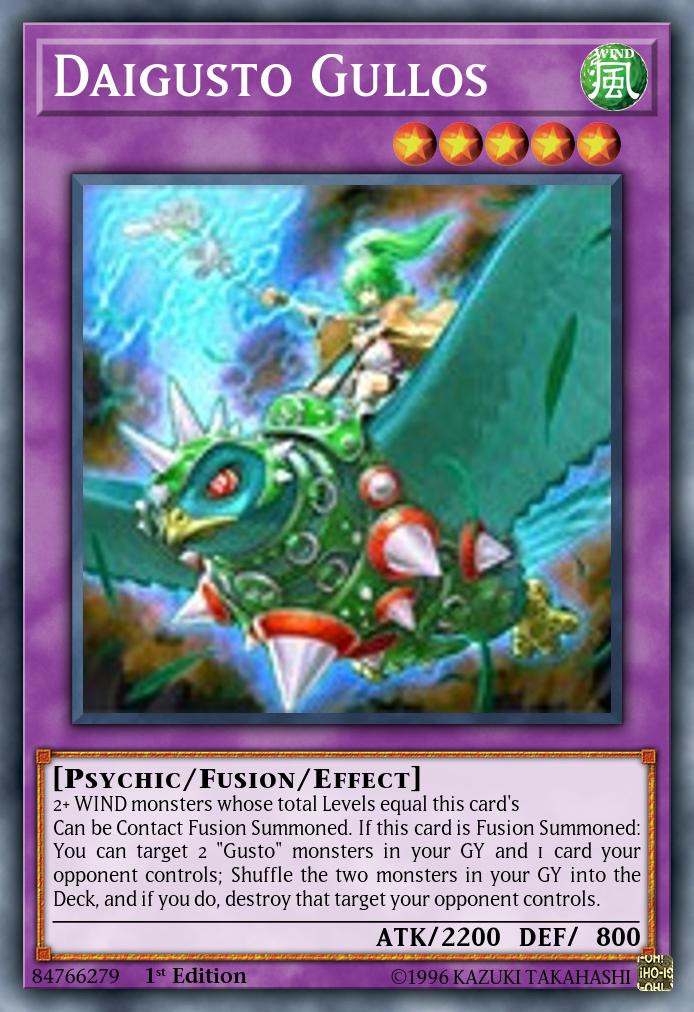 Daigusto Gullos
WIND
風
[Psychic/Fusion/Effect]
2+ WIND monsters whose total Levels equal this card's
Can be Contact Fusion Summoned. If this card is Fusion Summoned:
You can target 2 "Gusto" monsters in your GY and 1 card your
opponent controls; Shuffle the two monsters in your GY into the
Deck, and if you do, destroy that target your opponent controls.
ATK/2200 DEF/ 800
84766279 1st Edition ©1996 KAZUKI TAKAHASHI